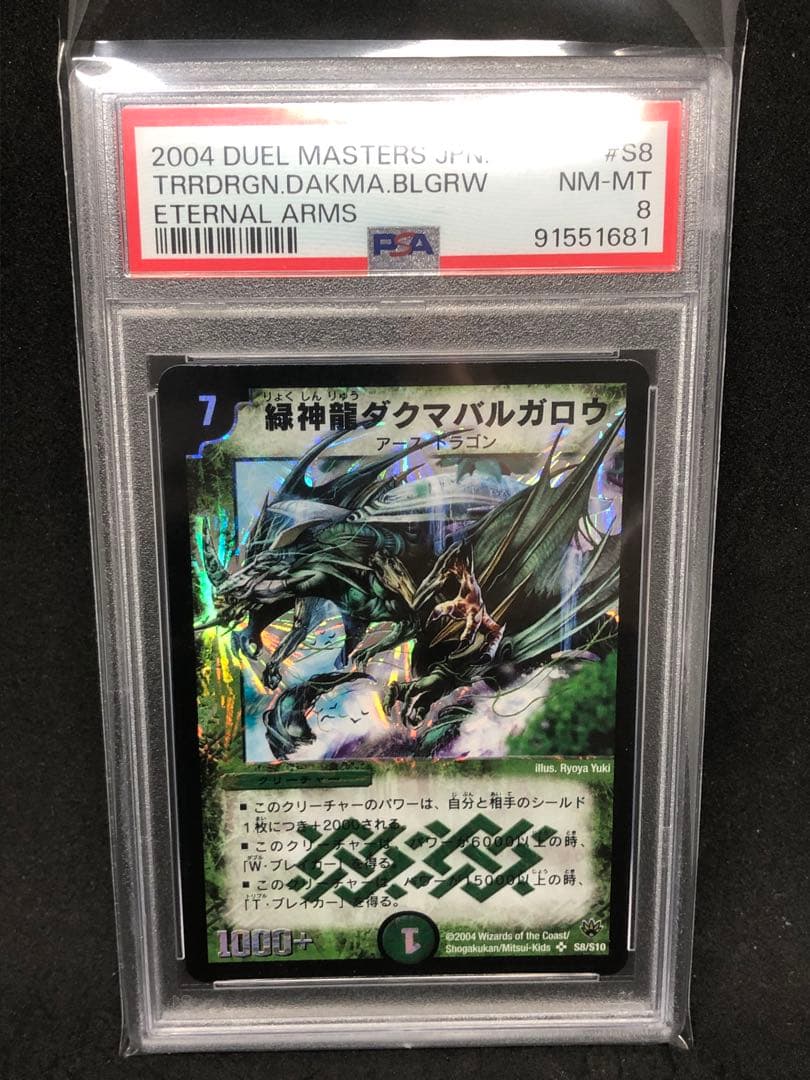 2004 DUEL MASTERS JPN. #S8
TRRDRGN.DAKMA.BLGRW NM-MT
ETERNAL ARMS 8
PSA 91551681
7
りょくしんりゅう
緑神龍ダクマバルガロウ
アース ドラゴン
illus. Ryoya Yuki
クリーチャー
■ このクリーチャーのパワーは、自分と相手のシールド
1枚につき+2000される。
■ このクリーチャーは、パワーが6000以上の時、
「W・ブレイカー」を得る。
■ このクリーチャーは、パワーが15000以上の時、
「T・ブレイカー」を得る。
1000+
1
©2004 Wizards of the Coast/
Shogakukan/Mitsui-Kids S8/S10